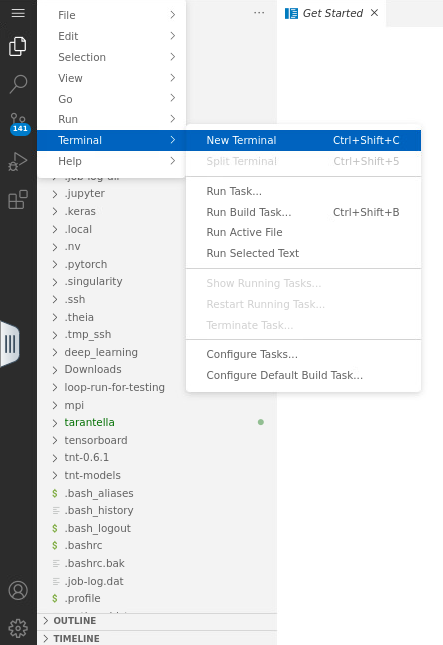 File
Edit
Selection
View
Go
Run
Terminal
Help
... Get Started
141
New Terminal Ctrl+Shift+C
Split Terminal Ctrl+Shift+5
Run Task...
Run Build Task... Ctrl+Shift+B
Run Active File
Run Selected Text
Show Running Tasks...
Restart Running Task...
Terminate Task...
Configure Tasks...
Configure Default Build Task...
.jupyter
.keras
.local
.nv
.pytorch
.singularity
.ssh
.theia
.tmp_ssh
deep_learning
Downloads
loop-run-for-testing
mpi
tarantella
tensorboard
tnt-0.6.1
tnt-models
$ .bash_aliases
.bash_history
$ .bash_logout
$ .bashrc
.bashrc.bak
.job-log.dat
$ .profile
OUTLINE
TIMELINE